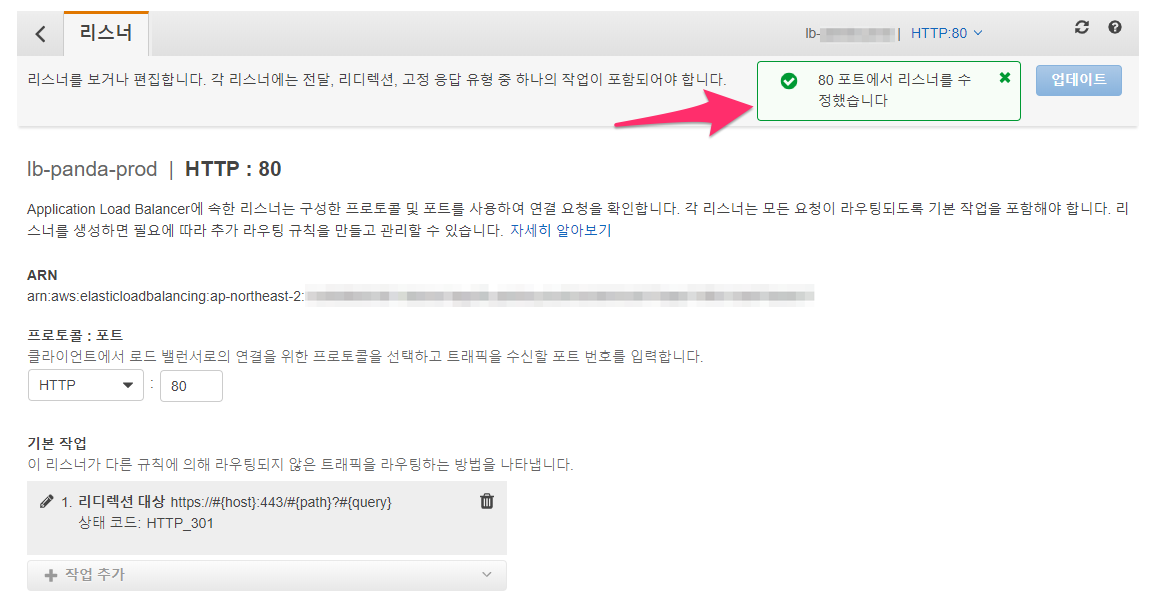 리스너
lb- | HTTP:80
리스너를 보거나 편집합니다. 각 리스너에는 전달, 리디렉션, 고정 응답 유형 중 하나의 작업이 포함되어야 합니다.
80 포트에서 리스너를 수
정했습니다
업데이트
lb-panda-prod | HTTP : 80
Application Load Balancer에 속한 리스너는 구성한 프로토콜 및 포트를 사용하여 연결 요청을 확인합니다. 각 리스너는 모든 요청이 라우팅되도록 기본 작업을 포함해야 합니다. 리
스너를 생성하면 필요에 따라 추가 라우팅 규칙을 만들고 관리할 수 있습니다. 자세히 알아보기
ARN
arn:aws:elasticloadbalancing:ap-northeast-2:
프로토콜 : 포트
클라이언트에서 로드 밸런서로의 연결을 위한 프로토콜을 선택하고 트래픽을 수신할 포트 번호를 입력합니다.
HTTP : 80
기본 작업
이 리스너가 다른 규칙에 의해 라우팅되지 않은 트래픽을 라우팅하는 방법을 나타냅니다.
1. 리디렉션 대상 https://#{host}:443/#{path}?#{query}
상태 코드: HTTP_301
작업 추가